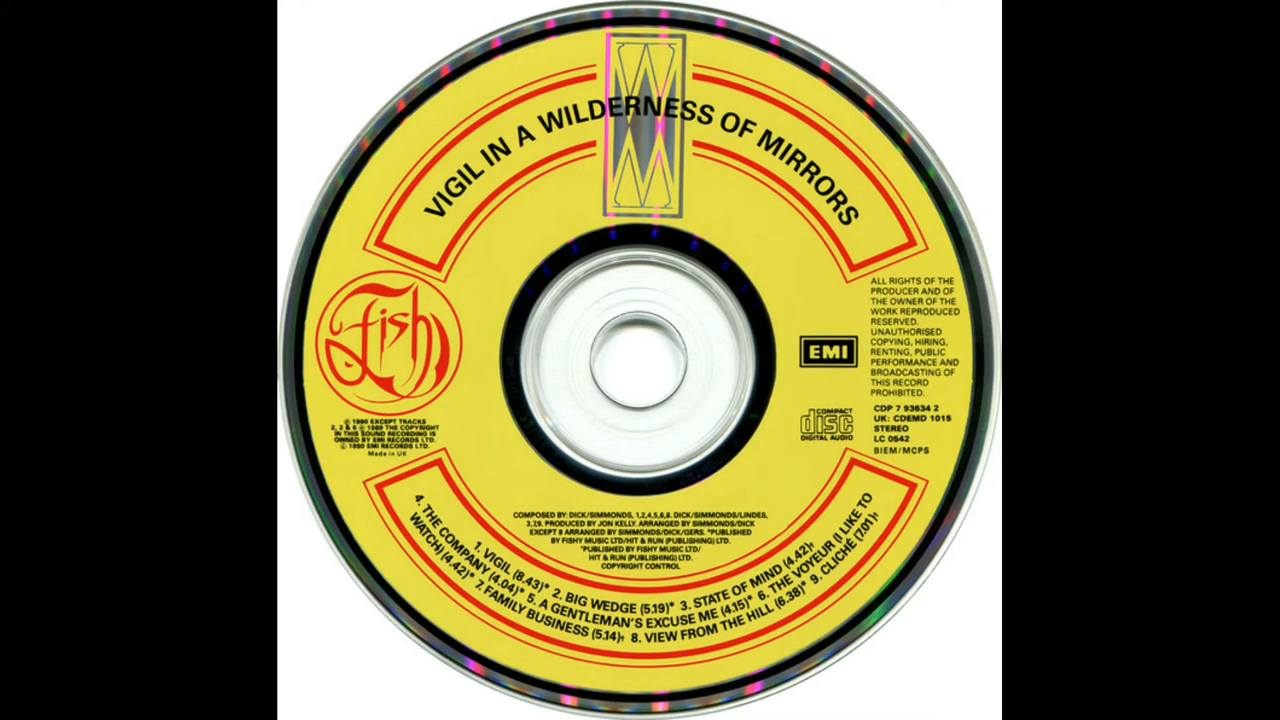 VIGIL IN A WILDERNESS OF MIRRORS
Fish
ALL RIGHTS OF THE
PRODUCER AND OF
THE OWNER OF THE
WORK REPRODUCED
RESERVED.
UNAUTHORISED
COPYING, HIRING,
RENTING, PUBLIC
PERFORMANCE AND
BROADCASTING OF
THIS RECORD
PROHIBITED.
EMI
COMPACT
disc
DIGITAL AUDIO
CDP 7 93634 2
UK: CDEMD 1015
STEREO
LC 0542
BIEM/MCPS
℗ 1990 EXCEPT TRACKS
2, 3 & 5 ℗ 1989 THE COPYRIGHT
IN THIS SOUND RECORDING IS
OWNED BY EMI RECORDS LTD.
© 1990 EMI RECORDS LTD.
Made in UK
COMPOSED BY: DICK/SIMMONDS, 1,2,4,5,6,8. DICK/SIMMONDS/LINDES,
3,7,9. PRODUCED BY JON KELLY. ARRANGED BY SIMMONDS/DICK
EXCEPT 8 ARRANGED BY SIMMONDS/DICK/GERS. *PUBLISHED
BY FISHY MUSIC LTD/HIT & RUN (PUBLISHING) LTD.
†PUBLISHED BY FISHY MUSIC LTD/
HIT & RUN (PUBLISHING) LTD.
COPYRIGHT CONTROL
1. VIGIL (8.43)* 2. BIG WEDGE (5.19)* 3. STATE OF MIND (4.42)†
4. THE COMPANY (4.04)* 5. A GENTLEMAN'S EXCUSE ME (4.15)* 6. THE VOYEUR (I LIKE TO
WATCH) (4.42)* 7. FAMILY BUSINESS (5.14)† 8. VIEW FROM THE HILL (6.38)* 9. CLICHÉ (7.01)†